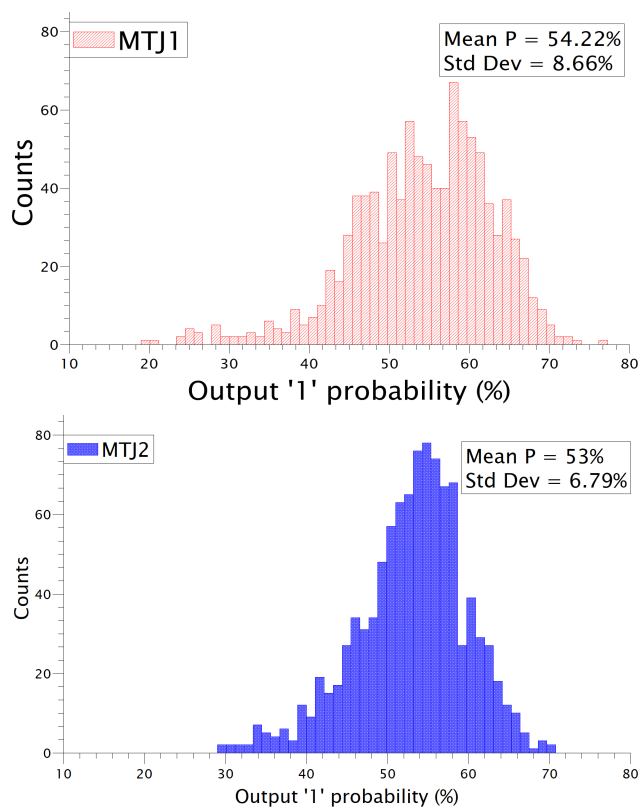 80
MTJ1
Mean P = 54.22%
Std Dev = 8.66%
60
Counts
40
20
0
10 20 30 40 50 60 70 80
Output '1' probability (%)
80
MTJ2
Mean P = 53%
Std Dev = 6.79%
60
Counts
40
20
0
10 20 30 40 50 60 70 80
Output '1' probability (%)